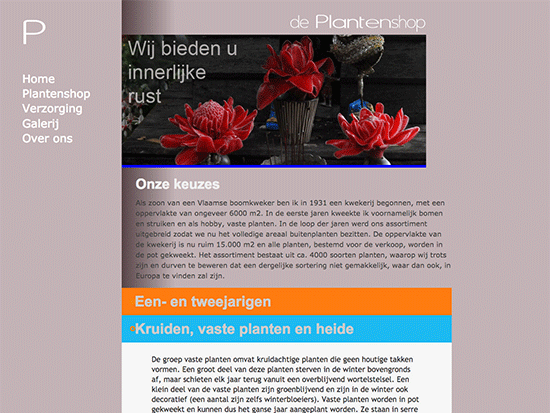 P
de Plantenshop
Home
Plantenshop
Verzorging
Galerij
Over ons
Wij bieden u
innerlijke
rust
Onze keuzes
Als zoon van een Vlaamse boomkweker ben ik in 1931 een kwekerij begonnen, met een
oppervlakte van ongeveer 6000 m2. In de eerste jaren kweekte ik voornamelijk bomen
en struiken en als hobby, vaste planten. In de loop der jaren werd ons assortiment
uitgebreid zodat we nu het volledige areaal buitenplanten bezitten. De oppervlakte van
de kwekerij is nu ruim 15.000 m2 en alle planten, bestemd voor de verkoop, worden in
de pot gekweekt. Het assortiment bestaat uit ca. 4000 soorten planten, waarop wij trots
zijn en durven te beweren dat een dergelijke sortering niet gemakkelijk, waar dan ook, in
Europa te vinden zal zijn.
Een- en tweejarigen
Kruiden, vaste planten en heide
De groep vaste planten omvat kruidachtige planten die geen houtige takken
vormen. Een groot deel van deze planten sterven in de winter bovengronds
af, maar schieten elk jaar terug vanuit een overblijvend wortelstelsel. Een
klein deel van de vaste planten zijn groenblijvend en zijn in de winter ook
decoratief (een aantal zijn zelfs winterbloeiers). Vaste planten worden in pot
gekweekt en kunnen dus het ganse jaar aangeplant worden. Ze staan in serre